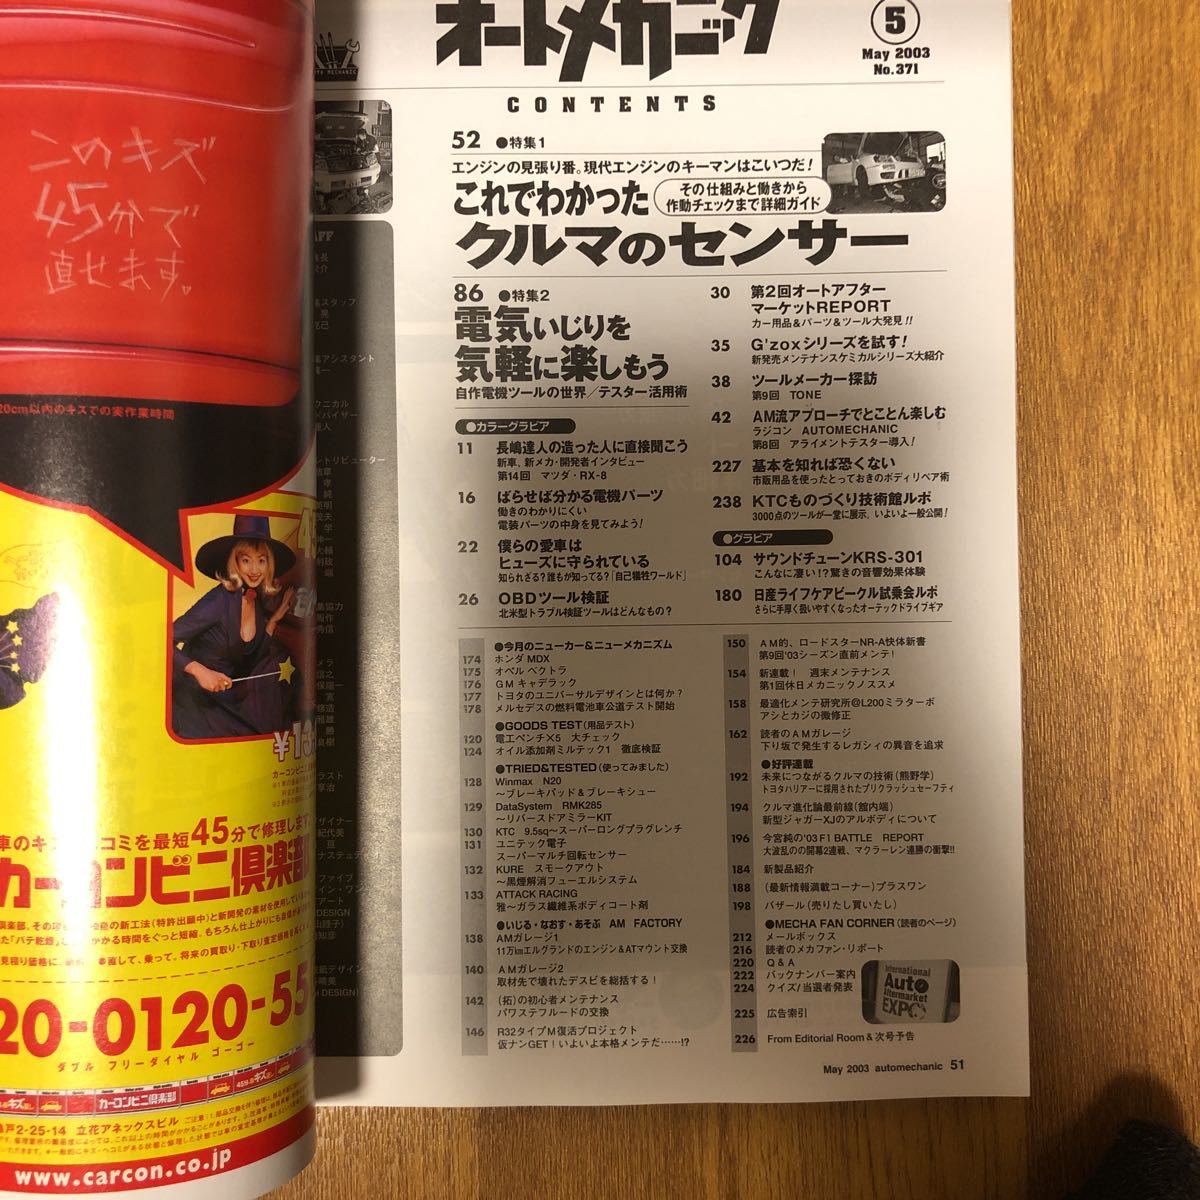 このキズ
45分で
直せます。
20cm以内のキズでの実作業時間
車のキズ
コミを最短45分で修理します
カーコンビニ倶楽部
20-0120-55
ダブル フリーダイヤル ゴーゴー
カーコンビニ倶楽部
戸2-25-14 立花アネックスビル
www.carcon.co.jp
オートメカニック
5
May 2003
No.371
CONTENTS
52 ●特集1
エンジンの見張り番。現代エンジンのキーマンはこいつだ!
これでわかった
その仕組みと働きから
作動チェックまで詳細ガイド
クルマのセンサー
86 ●特集2
電気いじりを
気軽に楽しもう
自作電機ツールの世界/テスター活用術
●カラーグラビア
11 長嶋達人の造った人に直接聞こう
新車、新メカ・開発者インタビュー
第14回 マツダ・RX-8
16 ばらせば分かる電機パーツ
働きのわかりにくい
電装パーツの中身を見てみよう!
22 僕らの愛車は
ヒューズに守られている
知られざる?誰もが知ってる?「自己犠牲ワールド」
26 OBDツール検証
北米型トラブル検証ツールはどんなもの?
30 第2回オートアフター
マーケットREPORT
カー用品&パーツ&ツール大発見!!
35 G'zoxシリーズを試す!
新発売メンテナンスケミカルシリーズ大紹介
38 ツールメーカー探訪
第9回 TONE
42 AM流アプローチでとことん楽しむ
ラジコン AUTOMECHANIC
第8回 アライメントテスター導入!
227 基本を知れば恐くない
市販用品を使ったとっておきのボディリペア術
238 KTCものづくり技術館ルポ
3000点のツールが一堂に展示、いよいよ一般公開!
●グラビア
104 サウンドチューンKRS-301
こんなに凄い!?驚きの音響効果体験
180 日産ライフケアビークル試乗会ルポ
さらに手厚く扱いやすくなったオーテックドライブギア
●今月のニューカー&ニューメカニズム
174 ホンダ MDX
175 オペル ベクトラ
176 GM キャデラック
177 トヨタのユニバーサルデザインとは何か?
178 メルセデスの燃料電池車公道テスト開始
●GOODS TEST(用品テスト)
120 電工ペンチ×5 大チェック
124 オイル添加剤ミルテック1 徹底検証
●TRIED&TESTED(使ってみました)
128 Winmax N20
～ブレーキパッド&ブレーキシュー
129 DataSystem RMK285
～リバースドアミラーKIT
130 KTC 9.5sq～スーパーロングプラグレンチ
131 ユニテック電子
スーパーマルチ回転センサー
132 KURE スモークアウト
～黒煙解消フューエルシステム
133 ATTACK RACING
雅～ガラス繊維系ボディコート剤
●いじる・なおす・あそぶ AM FACTORY
138 AMガレージ1
11万kmエルグランドのエンジン&ATマウント交換
140 AMガレージ2
取材先で壊れたデスビを総括する!
142 (拓)の初心者メンテナンス
パワステフルードの交換
146 R32タイプM復活プロジェクト
仮ナンGET!いよいよ本格メンテだ……!?
150 AM的、ロードスターNR-A快体新書
第9回'03シーズン直前メンテ!
154 新連載! 週末メンテナンス
第1回休日メカニックノススメ
158 最適化メンテ研究所@L200ミラターボ
アシとカジの微修正
162 読者のAMガレージ
下り坂で発生するレガシィの異音を追求
●好評連載
192 未来につながるクルマの技術(熊野学)
トヨタハリアーに採用されたプリクラッシュセーフティ
194 クルマ進化論最前線(舘内端)
新型ジャガーXJのアルボディについて
196 今宮純の'03 F1 BATTLE REPORT
大波乱のの開幕2連戦、マクラーレン連勝の衝撃!!
184 新製品紹介
188 (最新情報満載コーナー)プラスワン
198 バザール(売りたし買いたし)
●MECHA FAN CORNER(読者のページ)
212 メールボックス
216 読者のメカファン・リポート
220 Q&A
222 バックナンバー案内
224 クイズ/当選者発表
225 広告索引
226 From Editorial Room&次号予告
International
Auto
Aftermarket
EXPO
May 2003 automechanic 51